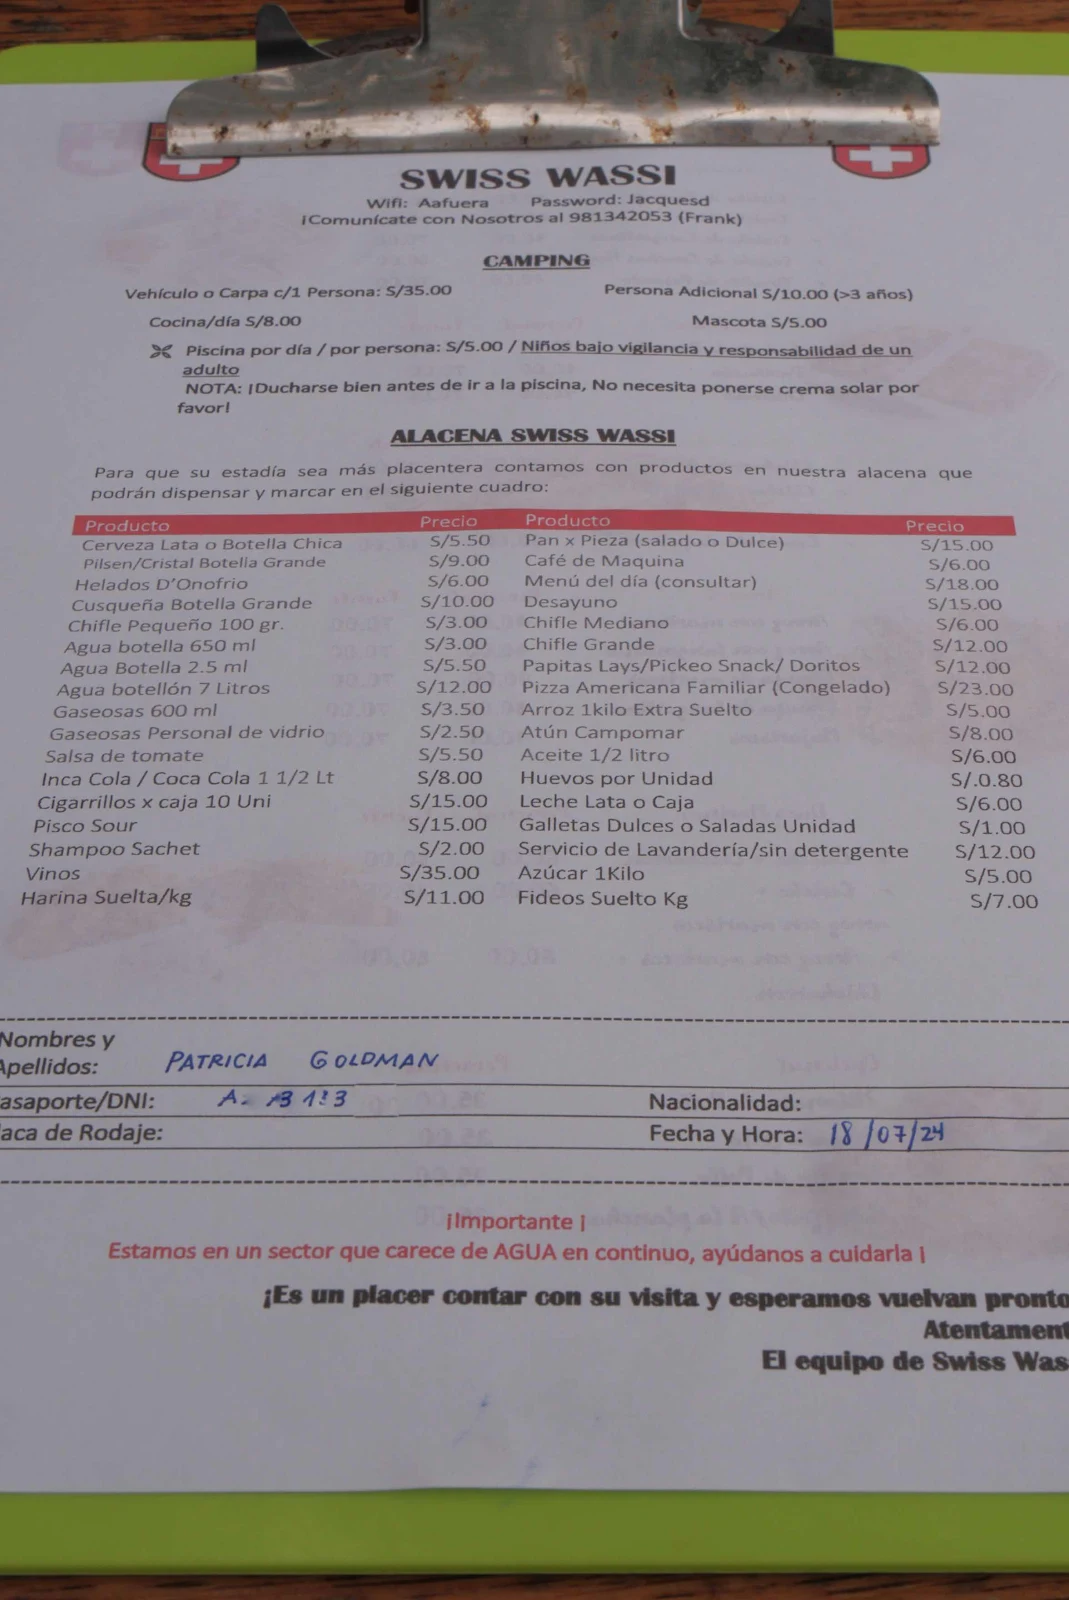 SWISS WASSI
Wifi: Aafuera Password: Jacquesd
¡Comunícate con Nosotros al 981342053 (Frank)
CAMPING
Vehículo o Carpa c/1 Persona: S/35.00 Persona Adicional S/10.00 (>3 años)
Cocina/día S/8.00 Mascota S/5.00
Piscina por día / por persona: S/5.00 / Niños bajo vigilancia y responsabilidad de un
adulto
NOTA: ¡Ducharse bien antes de ir a la piscina, No necesita ponerse crema solar por
favor!
ALACENA SWISS WASSI
Para que su estadía sea más placentera contamos con productos en nuestra alacena que
podrán dispensar y marcar en el siguiente cuadro:
Producto Precio Producto Precio
Cerveza Lata o Botella Chica S/5.50 Pan x Pieza (salado o Dulce) S/15.00
Pilsen/Cristal Botella Grande S/9.00 Café de Maquina S/6.00
Helados D'Onofrio S/6.00 Menú del día (consultar) S/18.00
Cusqueña Botella Grande S/10.00 Desayuno S/15.00
Chifle Pequeño 100 gr. S/3.00 Chifle Mediano S/6.00
Agua botella 650 ml S/3.00 Chifle Grande S/12.00
Agua Botella 2.5 ml S/5.50 Papitas Lays/Pickeo Snack/ Doritos S/12.00
Agua botellón 7 Litros S/12.00 Pizza Americana Familiar (Congelado) S/23.00
Gaseosas 600 ml S/3.50 Arroz 1kilo Extra Suelto S/5.00
Gaseosas Personal de vidrio S/2.50 Atún Campomar S/8.00
Salsa de tomate S/5.50 Aceite 1/2 litro S/6.00
Inca Cola / Coca Cola 1 1/2 Lt S/8.00 Huevos por Unidad S/.0.80
Cigarrillos x caja 10 Uni S/15.00 Leche Lata o Caja S/6.00
Pisco Sour S/15.00 Galletas Dulces o Saladas Unidad S/1.00
Shampoo Sachet S/2.00 Servicio de Lavandería/sin detergente S/12.00
Vinos S/35.00 Azúcar 1Kilo S/5.00
Harina Suelta/kg S/11.00 Fideos Suelto Kg S/7.00
Nombres y
Apellidos: PATRICIA GOLDMAN
asaporte/DNI: Nacionalidad:
laca de Rodaje: Fecha y Hora: 18/07/24
¡Importante ¡
Estamos en un sector que carece de AGUA en continuo, ayúdanos a cuidarla ¡
¡Es un placer contar con su visita y esperamos vuelvan pronto
Atentament
El equipo de Swiss Was